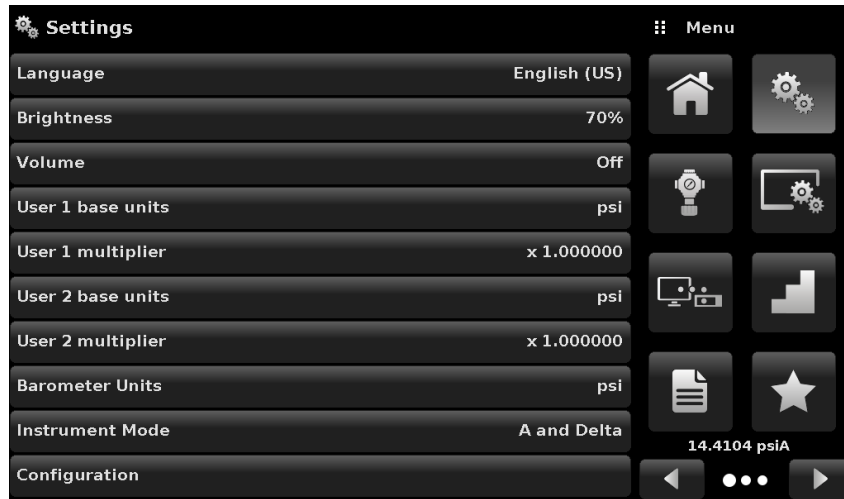 Settings
Menu
Language English (US)
Brightness 70%
Volume Off
User 1 base units psi
User 1 multiplier x 1.000000
User 2 base units psi
User 2 multiplier x 1.000000
Barometer Units psi
Instrument Mode A and Delta
Configuration
14.4104 psiA